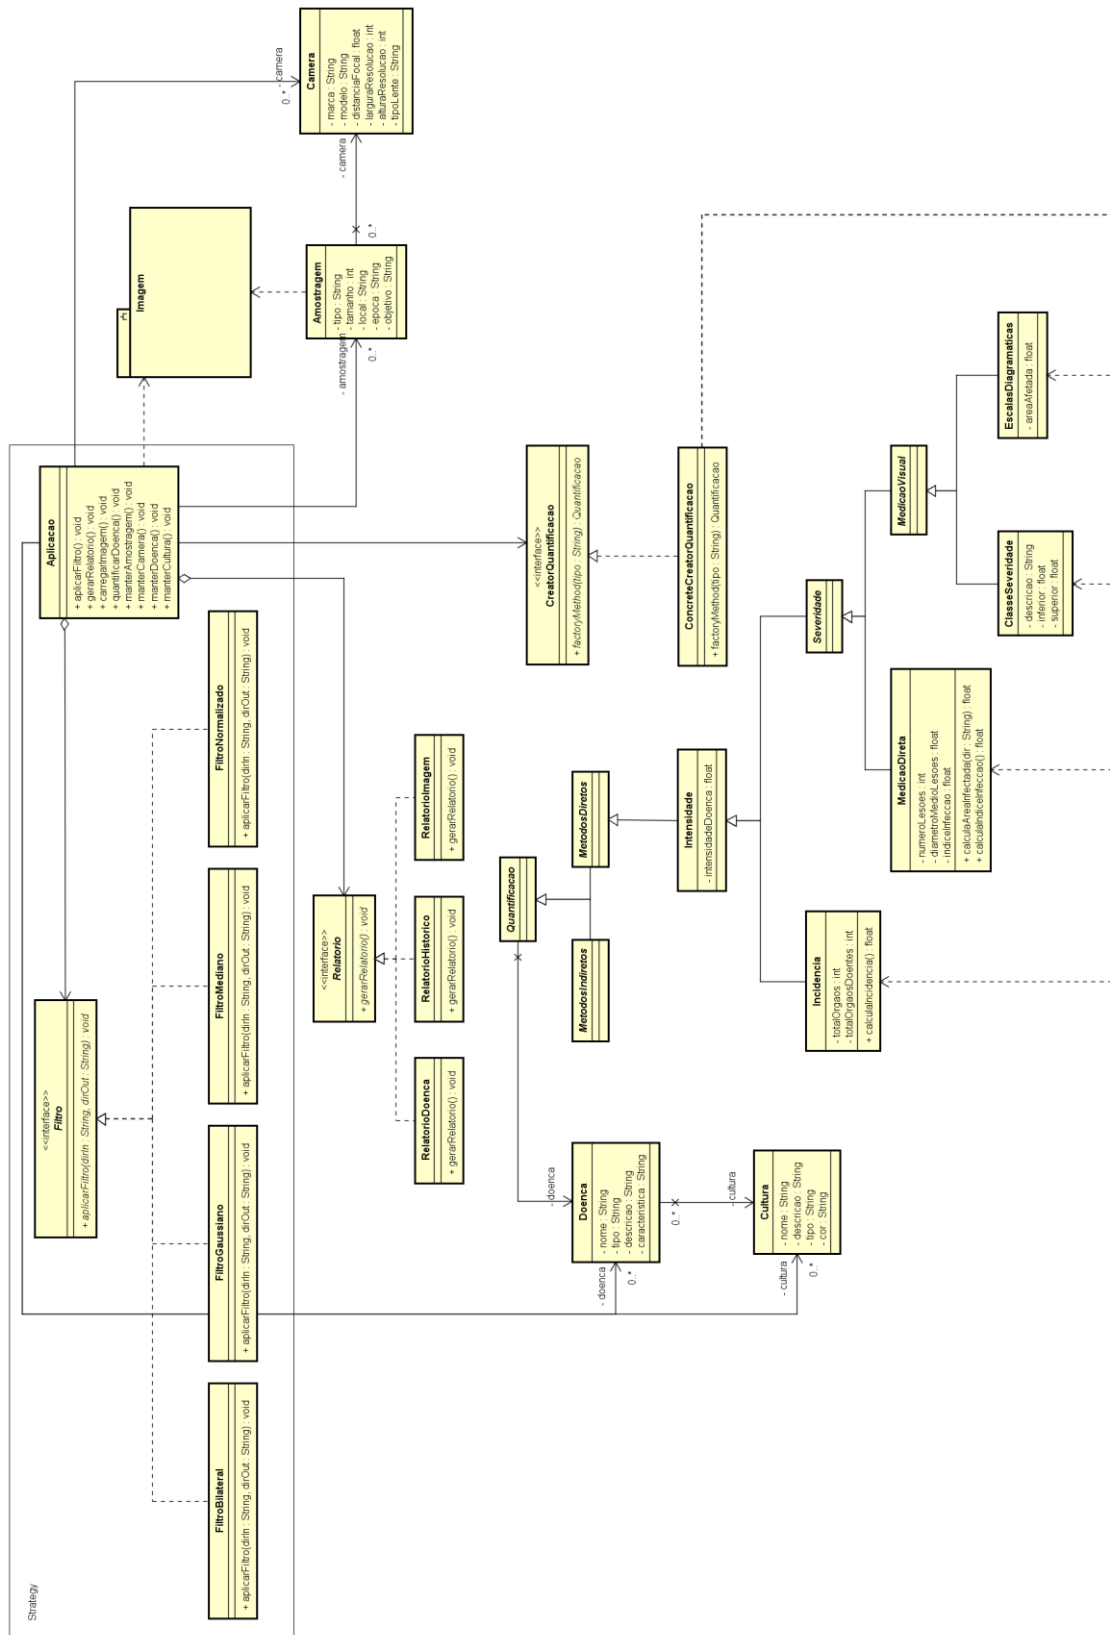 Strategy
Aplicacao
+ aplicarFiltro() : void
+ gerarRelatorio() : void
+ carregarImagem() : void
+ quantificarDoenca() : void
+ manterAmostragem() : void
+ manterCamera() : void
+ manterDoenca() : void
+ manterCultura() : void
<<interface>>
Filtro
+ aplicarFiltro(dirIn : String, dirOut : String) : void
FiltroBilateral
+ aplicarFiltro(dirIn : String, dirOut : String) : void
FiltroGaussiano
+ aplicarFiltro(dirIn : String, dirOut : String) : void
FiltroMediano
+ aplicarFiltro(dirIn : String, dirOut : String) : void
FiltroNormalizado
+ aplicarFiltro(dirIn : String, dirOut : String) : void
Imagem
- camera
0..*
Camera
- marca : String
- modelo : String
- distanciaFocal : float
- larguraResolucao : int
- alturaResolucao : int
- tipoLente : String
- camera
0..*
Amostragem
- tipo : String
- tamanho : int
- local : String
- epoca : String
- objetivo : String
- amostragem
0..*
<<interface>>
Relatorio
+ gerarRelatorio() : void
RelatorioDoenca
+ gerarRelatorio() : void
RelatorioHistorico
+ gerarRelatorio() : void
RelatorioImagem
+ gerarRelatorio() : void
<<interface>>
CreatorQuantificacao
+ factoryMethod(tipo : String) : Quantificacao
ConcreteCreatorQuantificacao
+ factoryMethod(tipo : String) : Quantificacao
Quantificacao
MetodosIndiretos
MetodosDiretos
- doenca
Doenca
- nome : String
- tipo : String
- descricao : String
- caracteristica : String
- doenca
0..*
0..*
- cultura
Cultura
- nome : String
- descricao : String
- tipo : String
- cor : String
- cultura
0..*
Intensidade
- intensidadeDoenca : float
Incidencia
- totalOrgaos : int
- totalOrgaosDoentes : int
+ calculaIncidencia() : float
Severidade
MedicaoDireta
- numeroLesoes : int
- diametroMedioLesoes : float
- indiceInfeccao : float
+ calculaAreaInfectada(dir : String) : float
+ calculaIndiceInfeccao() : float
MedicaoVisual
ClasseSeveridade
- descricao : String
- inferior : float
- superior : float
EscalasDiagramaticas
- areaAfetada : float